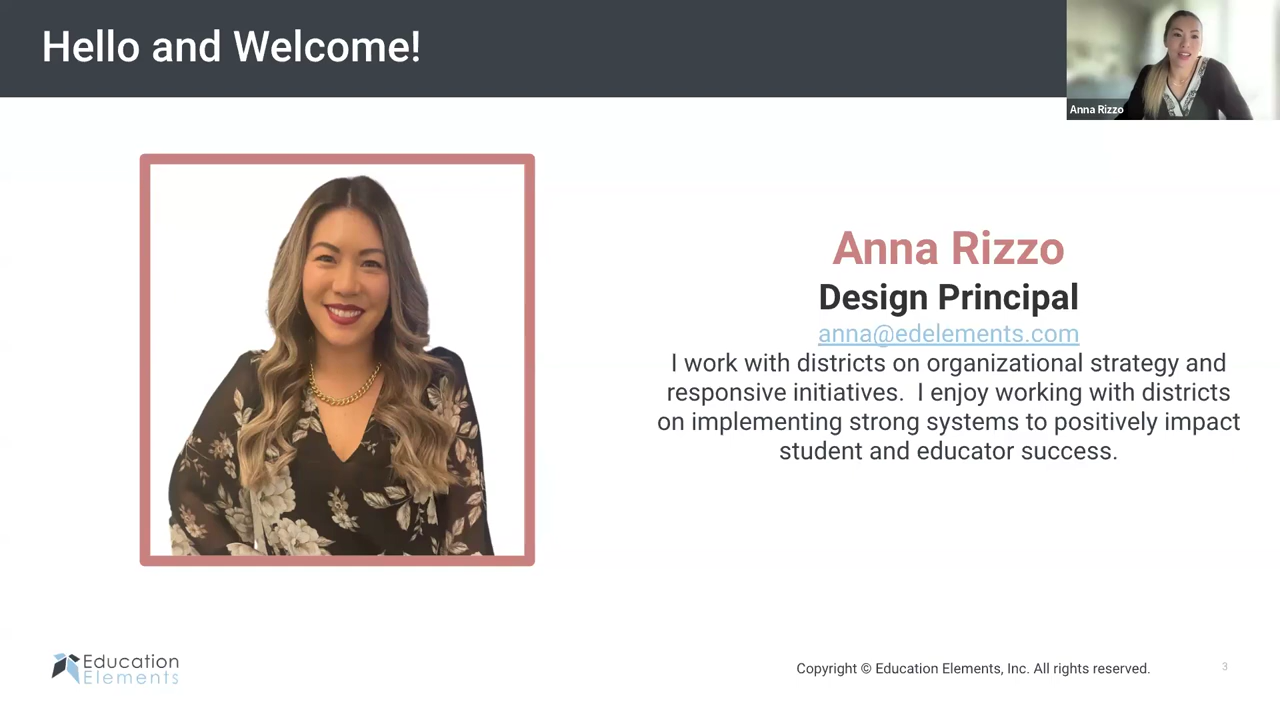 Hello and Welcome!
Anna Rizzo
Anna Rizzo
Design Principal
anna@edelements.com
I work with districts on organizational strategy and
responsive initiatives.  I enjoy working with districts
on implementing strong systems to positively impact
student and educator success.
Education
Elements
Copyright © Education Elements, Inc. All rights reserved.
3